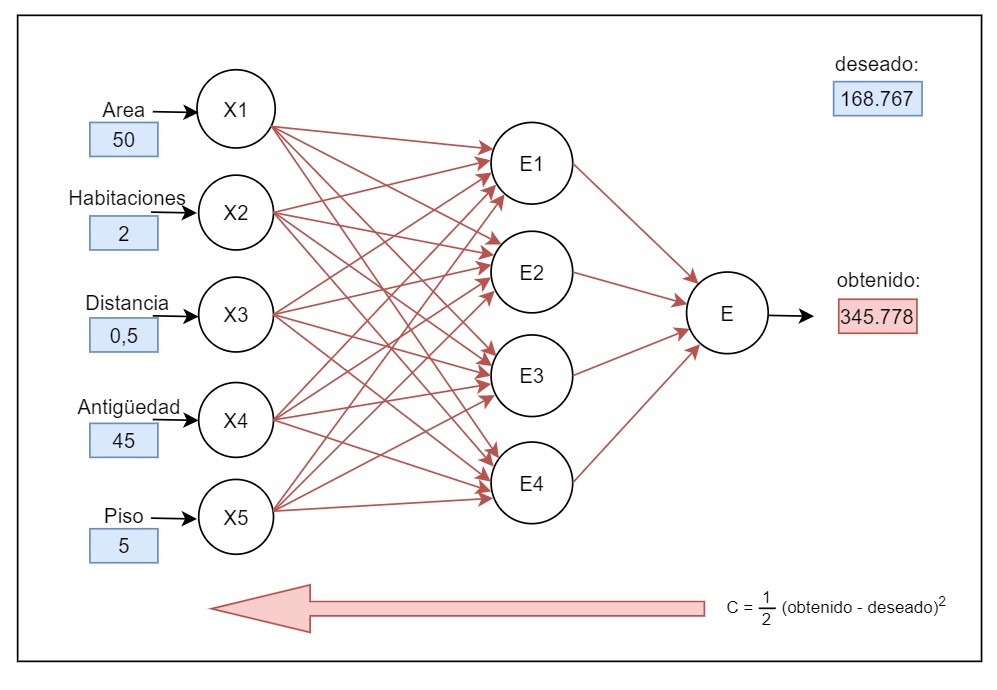 deseado:
168.767
Area
50
X1
Habitaciones
2
X2
Distancia
0,5
X3
Antigüedad
45
X4
Piso
5
X5
E1
E2
E3
E4
E
obtenido:
345.778
C = 1/2 (obtenido - deseado)²